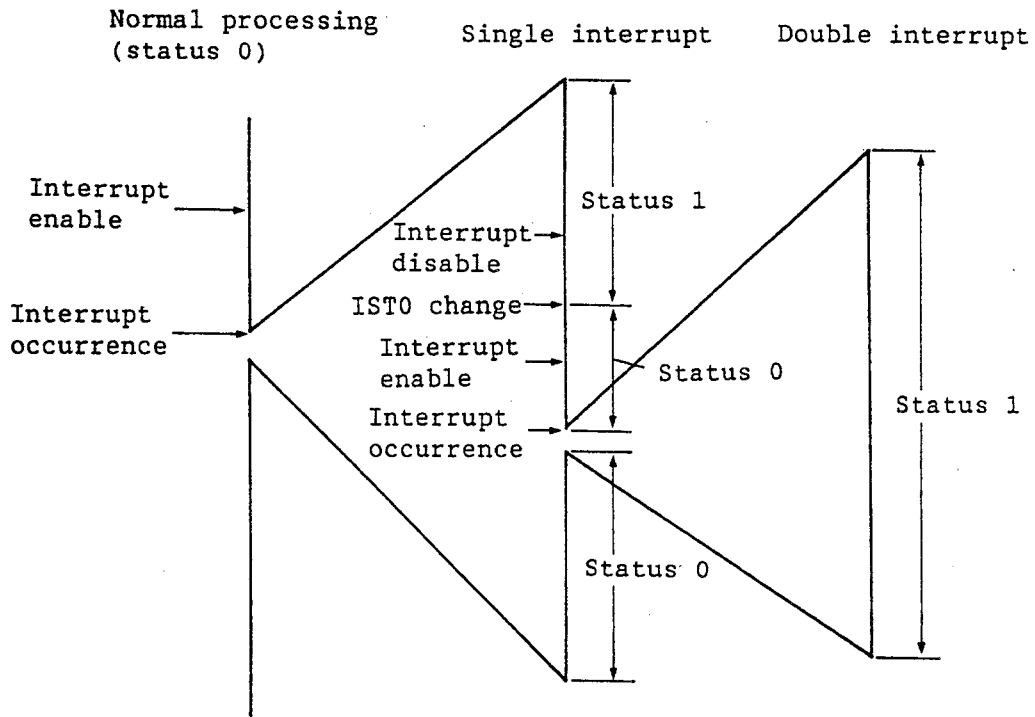 Normal processing
(status 0)
Single interrupt
Double interrupt
Interrupt
enable
Interrupt
occurrence
Status 1
Interrupt
disable
IST0 change
Interrupt
enable
Status 0
Interrupt
occurrence
Status 0
Status 1